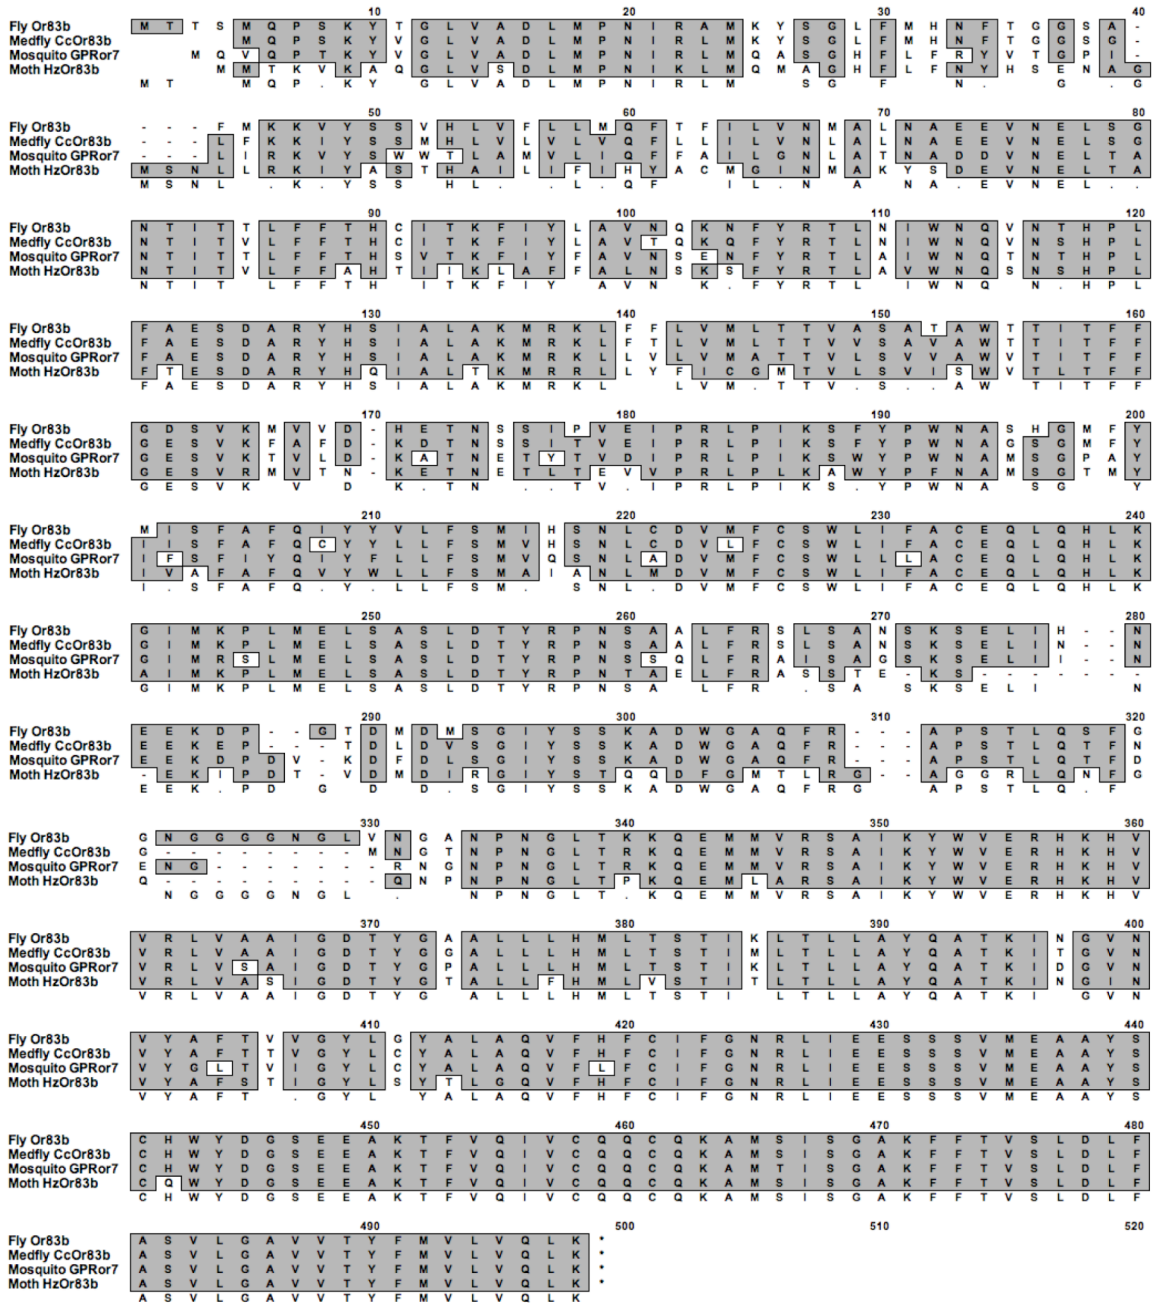 10 20 30 40
Fly Or83b M T T S M Q P S K Y T G L V A D L M P N I R A M K Y S G L F M H N F T G G S A -
Medfly CcOr83b M Q P S K Y V G L V A D L M P N I R L M K Y S G L F M H N F T G G S G -
Mosquito GPRor7 M Q V Q P T K Y V G L V A D L M P N I R L M Q A S G H F L F R Y V T G P I -
Moth HzOr83b M M T K V K A Q G L V S D L M P N I K L M Q M A G H F L F N Y H S E N A G
M T M Q P . K Y G L V A D L M P N I R L M S G F N . G . G
50 60 70 80
Fly Or83b - - - F M K K V Y S S V H L V F L L M Q F T F I L V N M A L N A E E V N E L S G
Medfly CcOr83b - - - L F K K I Y S S M H L V L V L V Q F L L I L V N L A L N A E E V N E L S G
Mosquito GPRor7 - - - L I R K V Y S W W T L A M V L I Q F F A I L G N L A T N A D D V N E L T A
Moth HzOr83b M S N L L R K I Y A S T H A I L I F I H Y A C M G I N M A K Y S D E V N E L T A
M S N L . K . Y S S H L . . L Q F I L . N A N A . E V N E L . .
90 100 110 120
Fly Or83b N T I T T L F F T H C I T K F I Y L A V N Q K N F Y R T L N I W N Q V N T H P L
Medfly CcOr83b N T I T V L F F T H C I T K F I Y L A V T Q K Q F Y R T L N I W N Q V N S H P L
Mosquito GPRor7 N T I T T L F F T H S V T K F I Y F A V N S E N F Y R T L A I W N Q T N T H P L
Moth HzOr83b N T I T V L F F A H T I I K L A F F A L N S K S F Y R T L A V W N Q S N S H P L
N T I T L F F T H I T K F I Y A V N K . F Y R T L I W N Q N . H P L
130 140 150 160
Fly Or83b F A E S D A R Y H S I A L A K M R K L F F L V M L T T V A S A T A W T T I T F F
Medfly CcOr83b F A E S D A R Y H S I A L A K M R K L F T L V M L T T V V S A V A W T T I T F F
Mosquito GPRor7 F A E S D A R Y H S I A L A K M R K L L V L V M A T T V L S V V A W V T I T F F
Moth HzOr83b F T E S D A R Y H Q I A L T K M R R L L Y F I C G M T V L S V I S W V T L T F F
F A E S D A R Y H S I A L A K M R K L L V M . T T V . S . . A W T I T F F
170 180 190 200
Fly Or83b G D S V K M V V D - H E T N S S I P V E I P R L P I K S F Y P W N A S H G M F Y
Medfly CcOr83b G E S V K F A F D - K D T N S S I T V E I P R L P I K S F Y P W N A G S G M F Y
Mosquito GPRor7 G E S V K T V L D - K A T N E T Y T V D I P R L P I K S W Y P W N A M S G P A Y
Moth HzOr83b G E S V R M V T N - K E T N E T L T E V V P R L P L K A W Y P F N A M S G T M Y
G E S V K V D K . T N . . T V . I P R L P I K S . Y P W N A S G Y
210 220 230 240
Fly Or83b M I S F A F Q I Y Y V L F S M I H S N L C D V M F C S W L I F A C E Q L Q H L K
Medfly CcOr83b I I S F A F Q C Y Y L L F S M V H S N L C D V L F C S W L I F A C E Q L Q H L K
Mosquito GPRor7 I F S F I Y Q I Y F L L F S M V Q S N L A D V M F C S W L L L A C E Q L Q H L K
Moth HzOr83b I V A F A F Q V Y W L L F S M A I A N L M D V M F C S W L I F A C E Q L Q H L K
I . S F A F Q . Y . L L F S M . S N L . D V M F C S W L I F A C E Q L Q H L K
250 260 270 280
Fly Or83b G I M K P L M E L S A S L D T Y R P N S A A L F R S L S A N S K S E L I H - - N
Medfly CcOr83b G I M K P L M E L S A S L D T Y R P N S A A L F R S L S A N S K S E L I N - - N
Mosquito GPRor7 G I M R S L M E L S A S L D T Y R P N S S Q L F R A I S A G S K S E L I I - - N
Moth HzOr83b A I M K P L M E L S A S L D T Y R P N T A E L F R A S S T E - K S - - - - - - -
G I M K P L M E L S A S L D T Y R P N S A L F R . S A S K S E L I N
290 300 310 320
Fly Or83b E E K D P - - G T D M D M S G I Y S S K A D W G A Q F R - - - A P S T L Q S F G
Medfly CcOr83b E E K E P - - - T D L D V S G I Y S S K A D W G A Q F R - - - A P S T L Q T F N
Mosquito GPRor7 E E K D P D V - K D F D L S G I Y S S K A D W G A Q F R - - - A P S T L Q T F D
Moth HzOr83b - E K I P D T - V D M D I R G I Y S T Q Q D F G M T L R G - - A G G R L Q N F G
E E K . P D G D D . S G I Y S S K A D W G A Q F R G A P S T L Q . F
330 340 350 360
Fly Or83b G N G G G G N G L V N G A N P N G L T K K Q E M M V R S A I K Y W V E R H K H V
Medfly CcOr83b G - - - - - - - - M N G T N P N G L T R K Q E M M V R S A I K Y W V E R H K H V
Mosquito GPRor7 E N G - - - - - - - R N G N P N G L T R K Q E M M V R S A I K Y W V E R H K H V
Moth HzOr83b Q - - - - - - - - - Q N P N P N G L T P K Q E M L A R S A I K Y W V E R H K H V
N G G G G N G L . N P N G L T . K Q E M M V R S A I K Y W V E R H K H V
370 380 390 400
Fly Or83b V R L V A A I G D T Y G A A L L L H M L T S T I K L T L L A Y Q A T K I N G V N
Medfly CcOr83b V R L V A A I G D T Y G G A L L L H M L T S T I M L T L L A Y Q A T K I T G V N
Mosquito GPRor7 V R L V S A I G D T Y G P A L L L H M L T S T I K L T L L A Y Q A T K I D G V N
Moth HzOr83b V R L V A S I G D T Y G T A L L F H M L V S T I T L T L L A Y Q A T K I N G I N
V R L V A A I G D T Y G A L L L H M L T S T I L T L L A Y Q A T K I G V N
410 420 430 440
Fly Or83b V Y A F T V V G Y L G Y A L A Q V F H F C I F G N R L I E E S S S V M E A A Y S
Medfly CcOr83b V Y A F T T V G Y L C Y A L A Q V F H F C I F G N R L I E E S S S V M E A A Y S
Mosquito GPRor7 V Y G L T V I G Y L C Y A L A Q V F L F C I F G N R L I E E S S S V M E A A Y S
Moth HzOr83b V Y A F S T I G Y L S Y T L G Q V F H F C I F G N R L I E E S S S V M E A A Y S
V Y A F T . G Y L Y A L A Q V F H F C I F G N R L I E E S S S V M E A A Y S
450 460 470 480
Fly Or83b C H W Y D G S E E A K T F V Q I V C Q Q C Q K A M S I S G A K F F T V S L D L F
Medfly CcOr83b C H W Y D G S E E A K T F V Q I V C Q Q C Q K A M S I S G A K F F T V S L D L F
Mosquito GPRor7 C H W Y D G S E E A K T F V Q I V C Q Q C Q K A M T I S G A K F F T V S L D L F
Moth HzOr83b C Q W Y D G S E E A K T F V Q I V C Q Q C Q K A M S I S G A K F F T V S L D L F
C H W Y D G S E E A K T F V Q I V C Q Q C Q K A M S I S G A K F F T V S L D L F
490 500 510 520
Fly Or83b A S V L G A V V T Y F M V L V Q L K *
Medfly CcOr83b A S V L G A V V T Y F M V L V Q L K *
Mosquito GPRor7 A S V L G A V V T Y F M V L V Q L K *
Moth HzOr83b A S V L G A V V T Y F M V L V Q L K *
A S V L G A V V T Y F M V L V Q L K